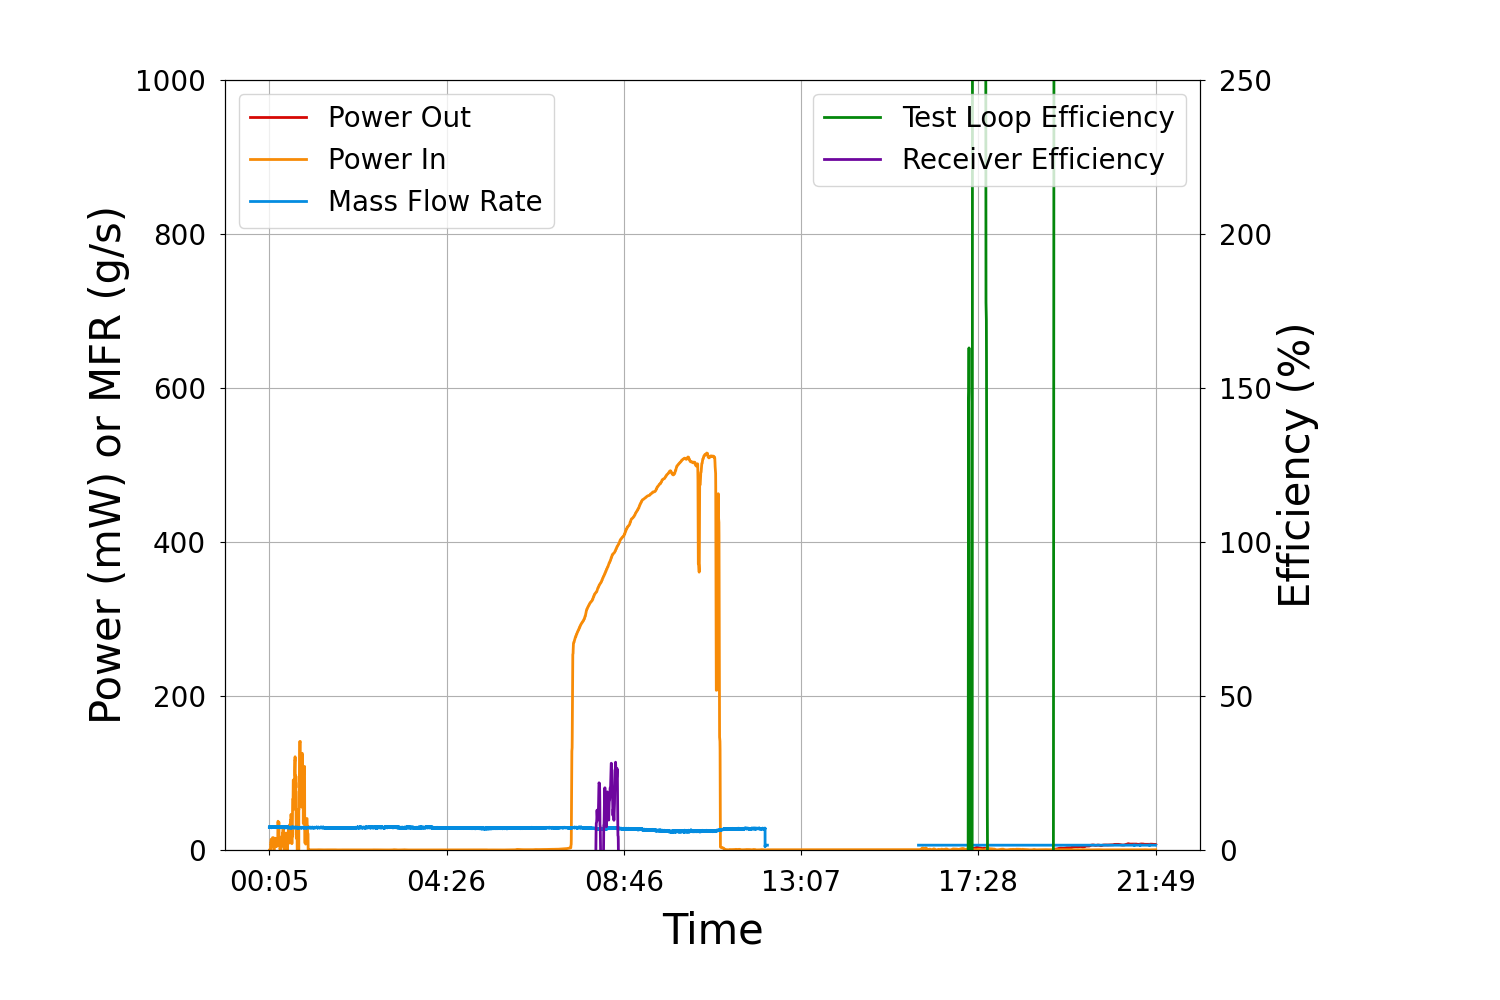 Power Out
Power In
Mass Flow Rate
Test Loop Efficiency
Receiver Efficiency
1000
800
600
400
200
0
250
200
150
100
50
0
Power (mW) or MFR (g/s)
Efficiency (%)
00:05 04:26 08:46 13:07 17:28 21:49
Time